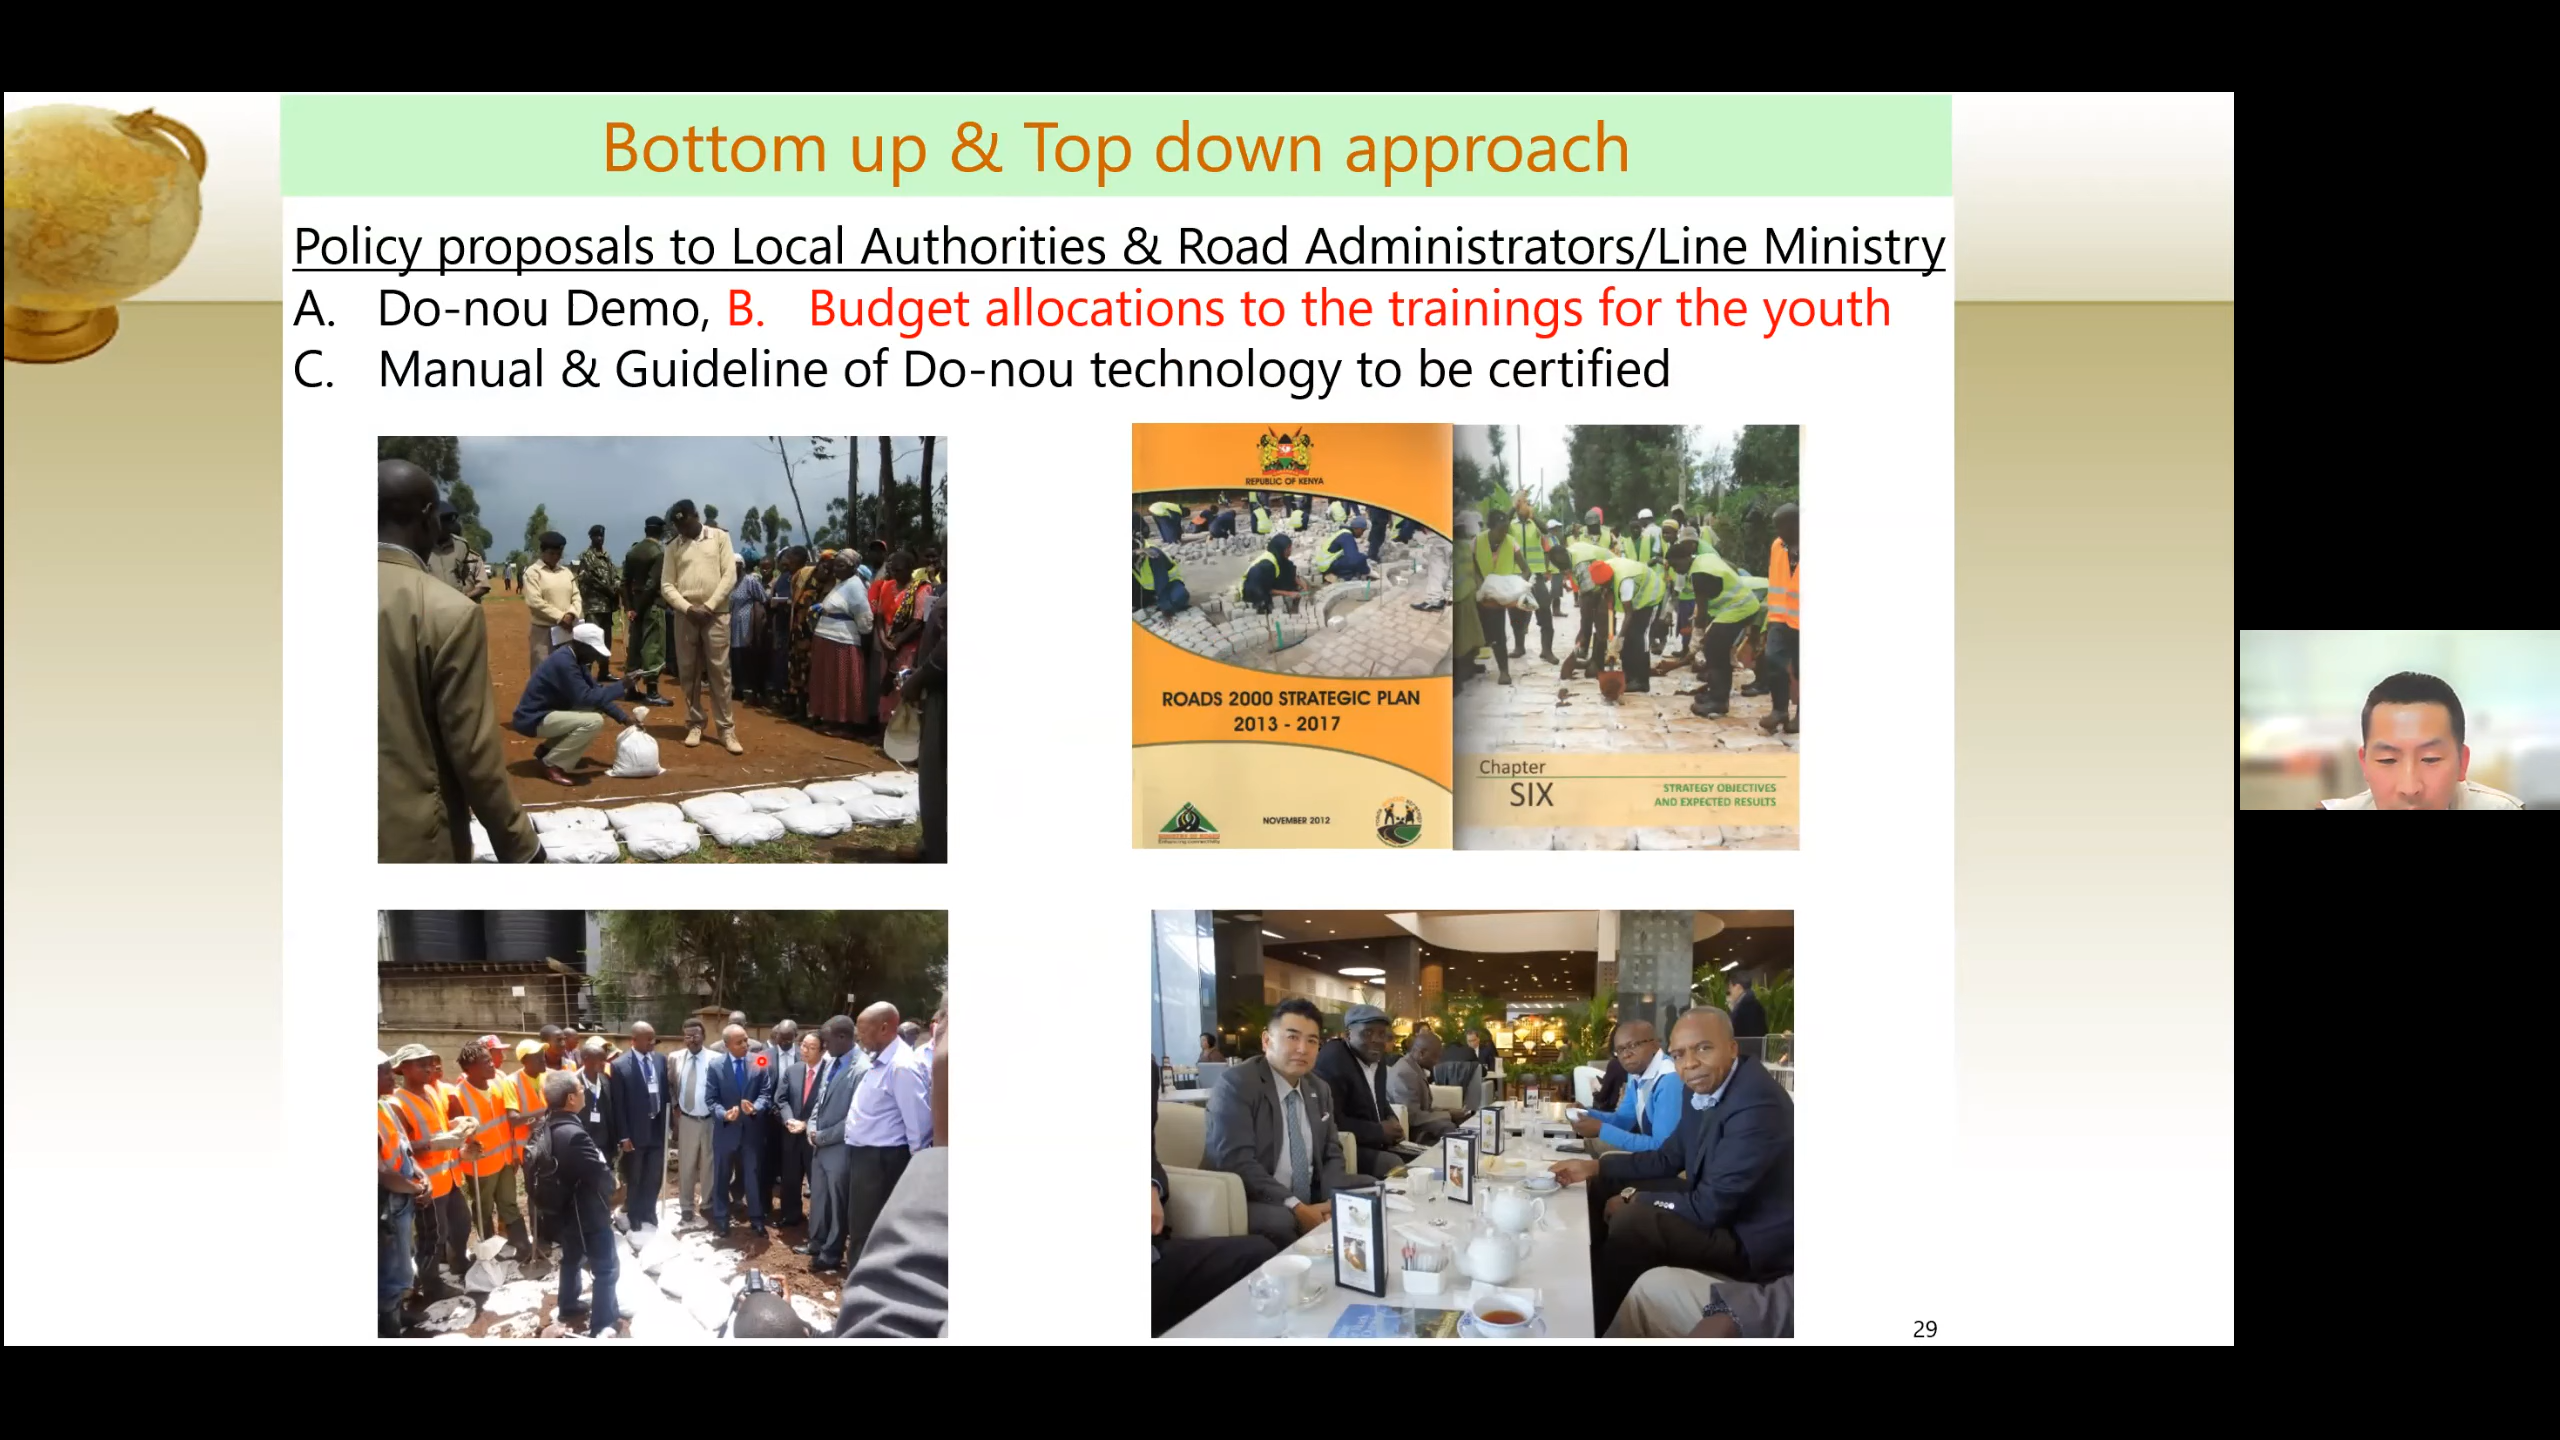 Bottom up & Top down approach
Policy proposals to Local Authorities & Road Administrators/Line Ministry
A. Do-nou Demo, B. Budget allocations to the trainings for the youth
C. Manual & Guideline of Do-nou technology to be certified
REPUBLIC OF KENYA
ROADS 2000 STRATEGIC PLAN
2013 - 2017
NOVEMBER 2012
Chapter
SIX
STRATEGY OBJECTIVES
AND EXPECTED RESULTS
29